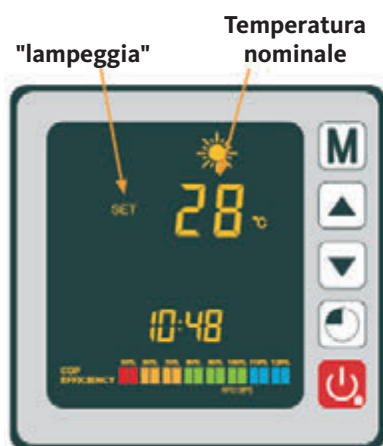 Temperatura
nominale
"lampeggia"
M
SET
28 °C
10:48
COP
EFFICIENCY